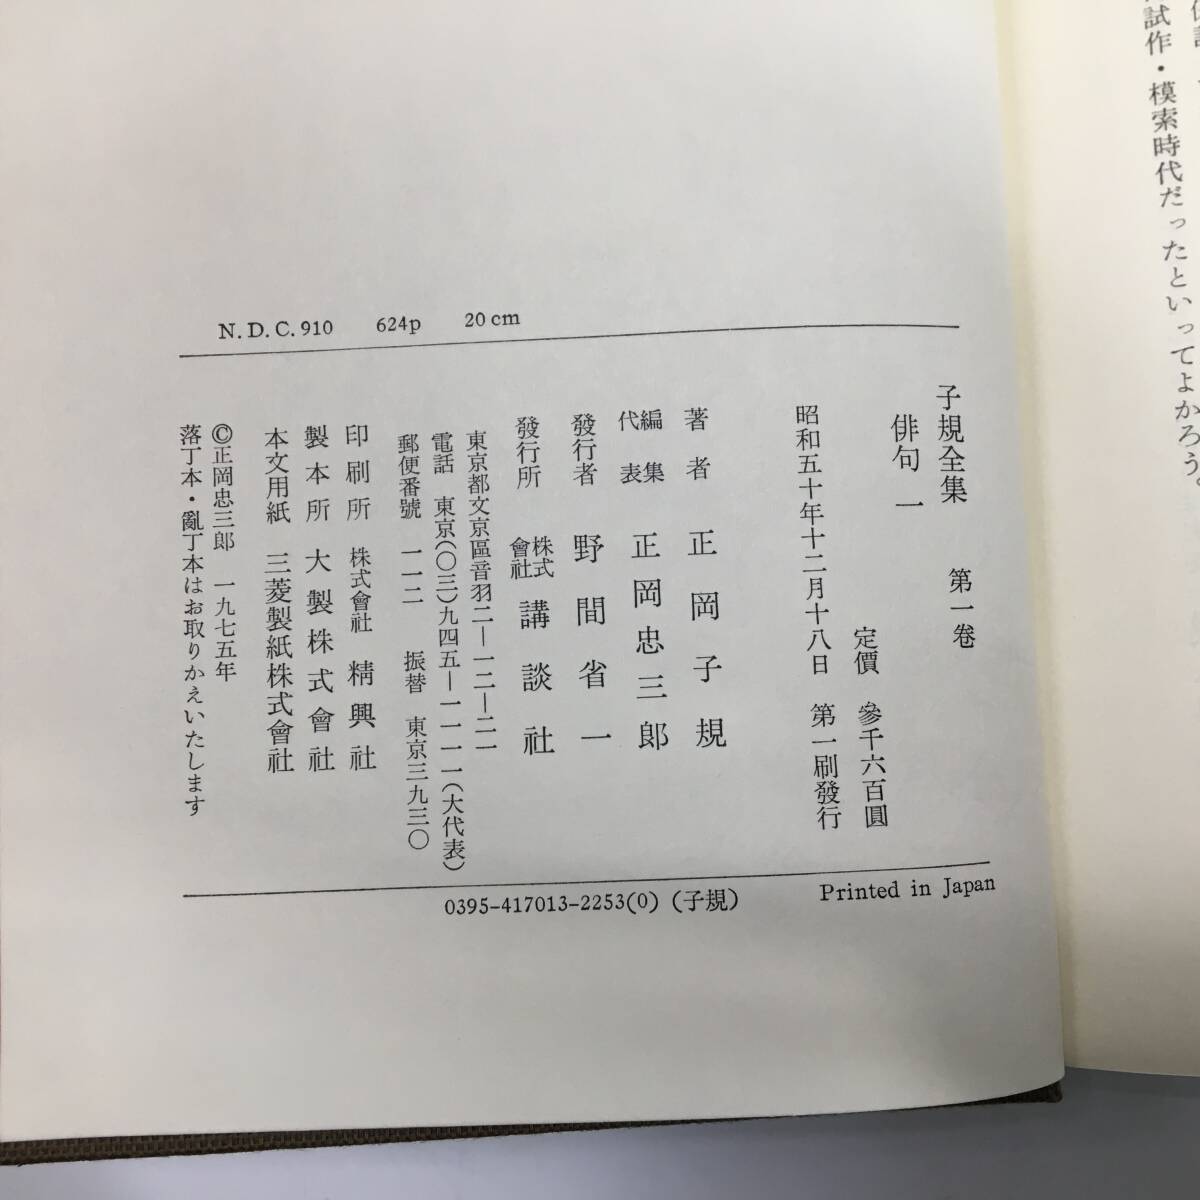 試作・模索時代だったといってよかろう。
N. D. C. 910 624p 20 cm
子規全集 第一卷
俳句 一
定價 參千六百圓
昭和五十年十二月十八日 第一刷發行
著者 正岡子規
編集代表 正岡忠三郎
發行者 野間省一
發行所 株式會社 講談社
東京都文京區音羽二―一二―二一
電話 東京(〇三)九四五―一一一一(大代表)
郵便番號 一一二 振替 東京三九三〇
印刷所 株式會社 精興社
製本所 大製株式會社
本文用紙 三菱製紙株式會社
©正岡忠三郎 一九七五年
落丁本・亂丁本はお取りかえいたします
0395-417013-2253(0) (子規)
Printed in Japan